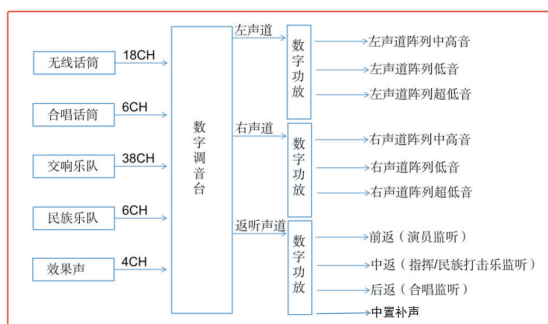 无线话筒
18CH
合唱话筒
6CH
交响乐队
38CH
民族乐队
6CH
效果声
4CH
数字调音台
左声道
数字功放
左声道阵列中高音
左声道阵列低音
左声道阵列超低音
右声道
数字功放
右声道阵列中高音
右声道阵列低音
右声道阵列超低音
返听声道
数字功放
前返（演员监听）
中返（指挥/民族打击乐监听）
后返（合唱监听）
中置补声